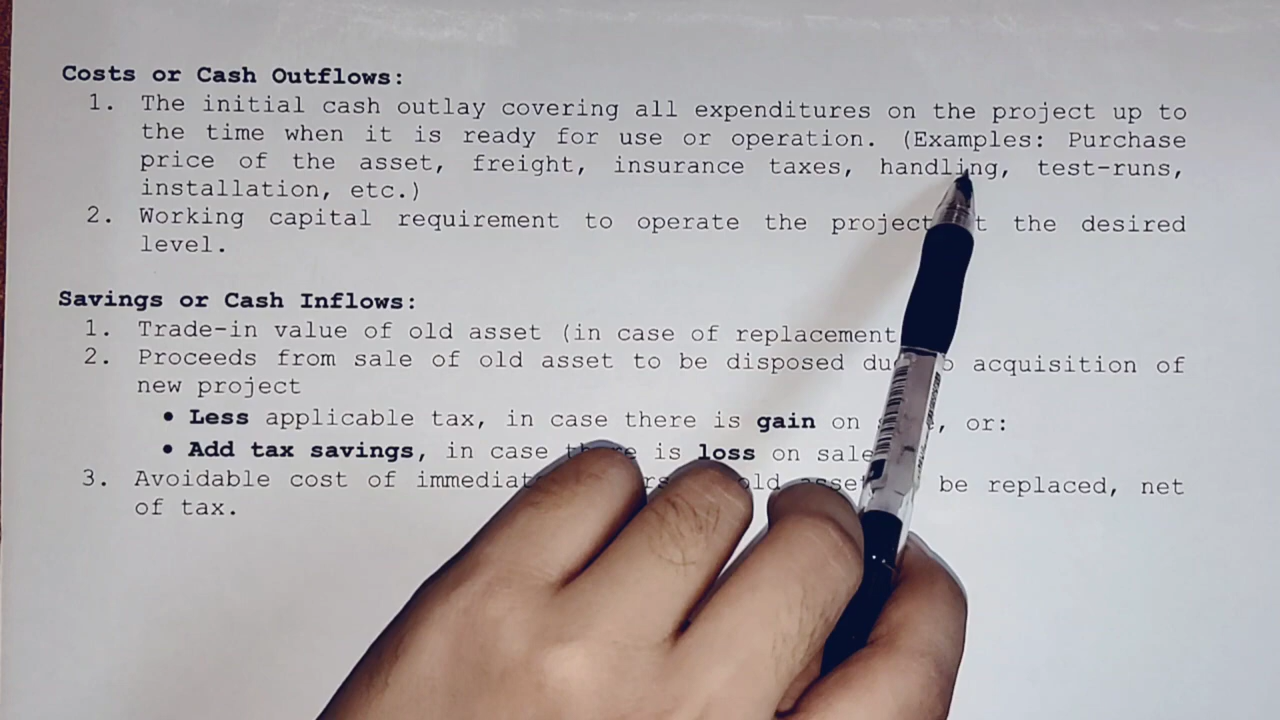 Costs or Cash Outflows:
1. The initial cash outlay covering all expenditures on the project up to
the time when it is ready for use or operation. (Examples: Purchase
price of the asset, freight, insurance taxes, handling, test-runs,
installation, etc.)
2. Working capital requirement to operate the project the desired
level.
Savings or Cash Inflows:
1. Trade-in value of old asset (in case of replacement
2. Proceeds from sale of old asset to be disposed acquisition of
new project
• Less applicable tax, in case there is gain on , or:
• Add tax savings, in case is loss on sale
3. Avoidable cost of old asset be replaced, net
of tax.